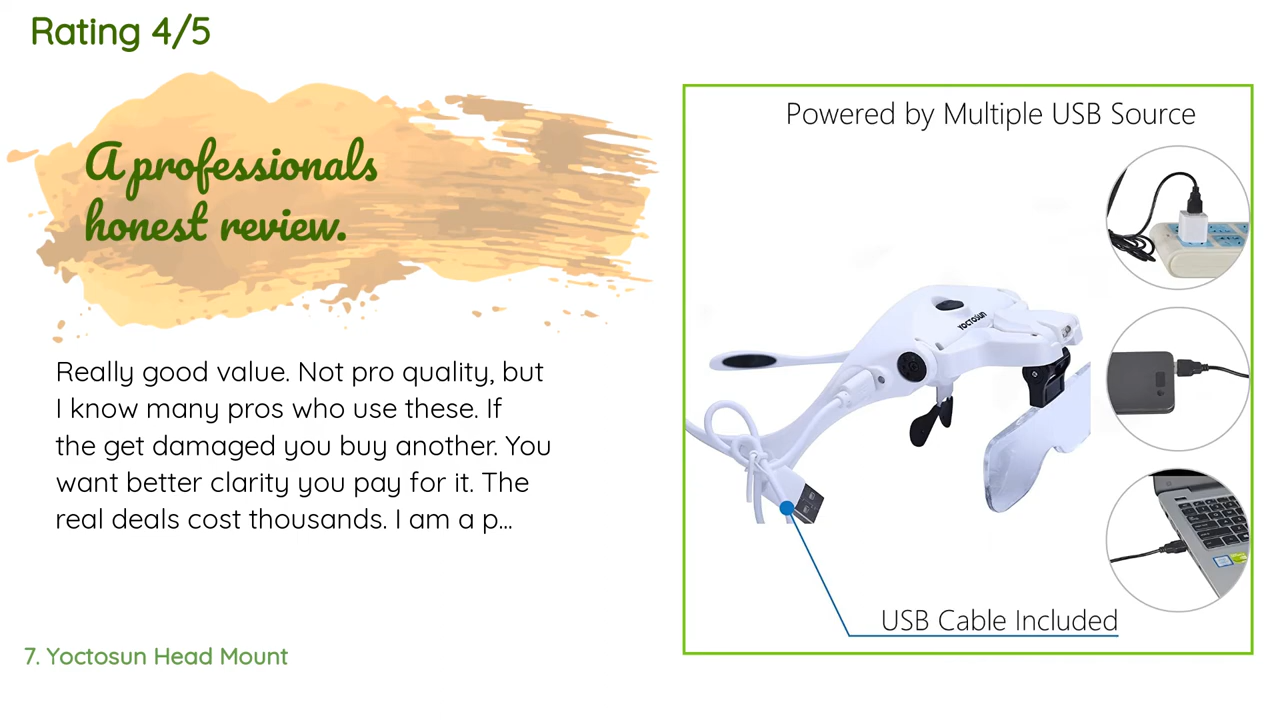 Rating 4/5
A professionals
honest review.
Really good value. Not pro quality, but
I know many pros who use these. If
the get damaged you buy another. You
want better clarity you pay for it. The
real deals cost thousands. I am a p...
7. Yoctosun Head Mount
Powered by Multiple USB Source
YOCTOSUN
USB Cable Included